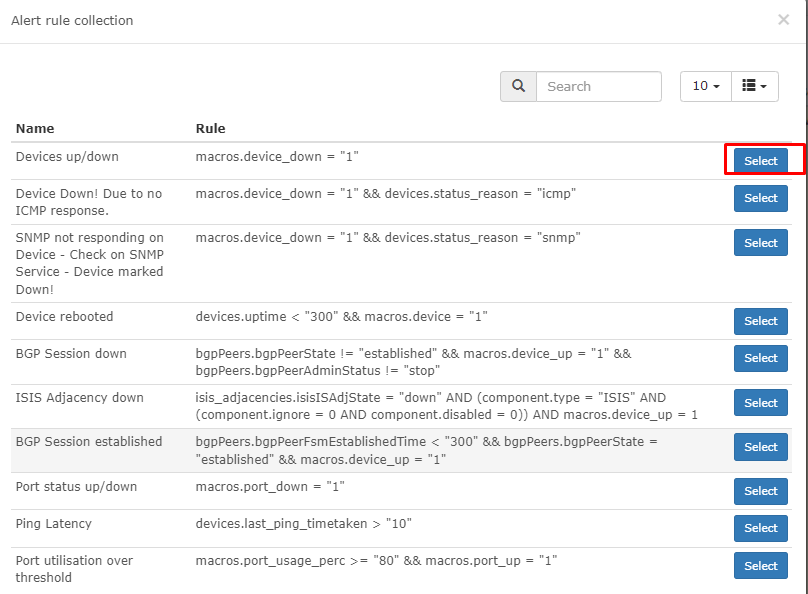 Alert rule collection ×
Search 10
Name Rule
Devices up/down macros.device_down = "1" Select
Device Down! Due to no macros.device_down = "1" && devices.status_reason = "icmp" Select
ICMP response.
SNMP not responding on macros.device_down = "1" && devices.status_reason = "snmp" Select
Device - Check on SNMP
Service - Device marked
Down!
Device rebooted devices.uptime < "300" && macros.device = "1" Select
BGP Session down bgpPeers.bgpPeerState != "established" && macros.device_up = "1" && Select
bgpPeers.bgpPeerAdminStatus != "stop"
ISIS Adjacency down isis_adjacencies.isisISAdjState = "down" AND (component.type = "ISIS" AND Select
(component.ignore = 0 AND component.disabled = 0)) AND macros.device_up = 1
BGP Session established bgpPeers.bgpPeerFsmEstablishedTime < "300" && bgpPeers.bgpPeerState = Select
"established" && macros.device_up = "1"
Port status up/down macros.port_down = "1" Select
Ping Latency devices.last_ping_timetaken > "10" Select
Port utilisation over macros.port_usage_perc >= "80" && macros.port_up = "1" Select
threshold